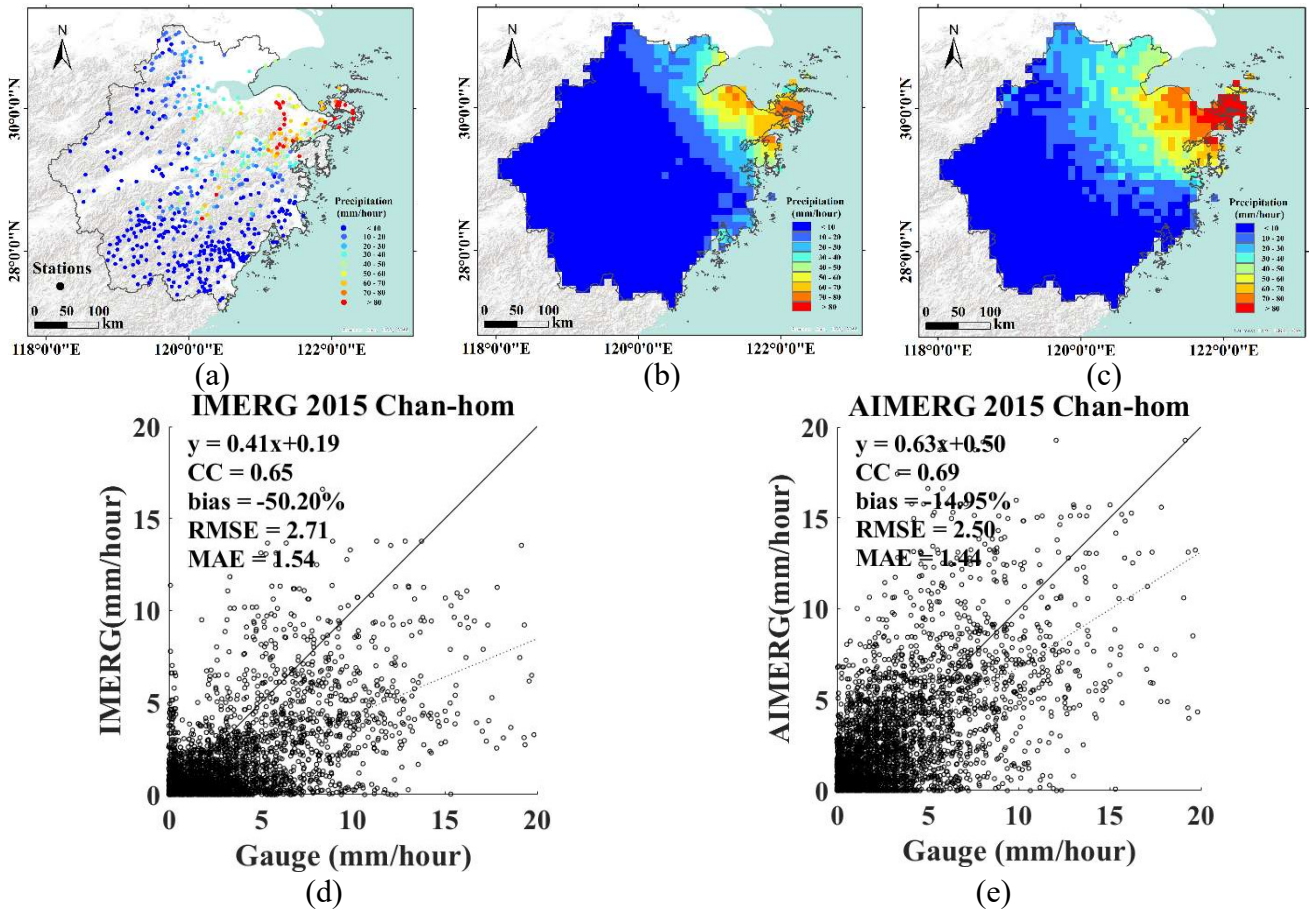 N
30°0'0"N
28°0'0"N
Precipitation
(mm/hour)
< 10
10 - 20
20 - 30
30 - 40
40 - 50
50 - 60
60 - 70
70 - 80
> 80
Stations
0 50 100
km
118°0'0"E 120°0'0"E 122°0'0"E
(a)
N
30°0'0"N
28°0'0"N
Precipitation
(mm/hour)
< 10
10 - 20
20 - 30
30 - 40
40 - 50
50 - 60
60 - 70
70 - 80
> 80
0 50 100
km
118°0'0"E 120°0'0"E 122°0'0"E
(b)
N
30°0'0"N
28°0'0"N
Precipitation
(mm/hour)
< 10
10 - 20
20 - 30
30 - 40
40 - 50
50 - 60
60 - 70
70 - 80
> 80
0 50 100
km
118°0'0"E 120°0'0"E 122°0'0"E
(c)
IMERG 2015 Chan-hom
y = 0.41x+0.19
CC = 0.65
bias = -50.20%
RMSE = 2.71
MAE = 1.54
IMERG(mm/hour)
20
15
10
5
0
0 5 10 15 20
Gauge (mm/hour)
(d)
AIMERG 2015 Chan-hom
y = 0.63x+0.50
CC = 0.69
bias = -14.95%
RMSE = 2.50
MAE = 1.44
AIMERG(mm/hour)
20
15
10
5
0
0 5 10 15 20
Gauge (mm/hour)
(e)